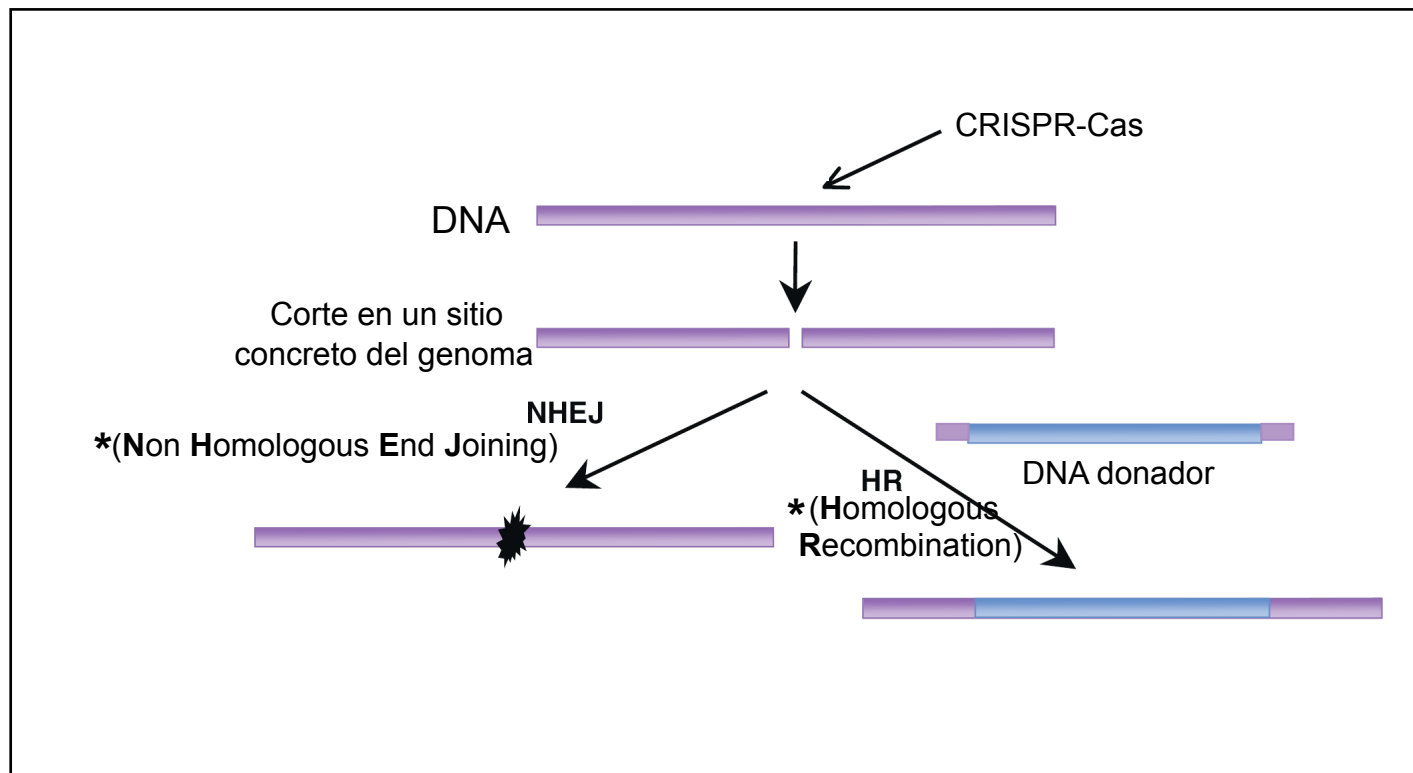 CRISPR-Cas
DNA
Corte en un sitio
concreto del genoma
NHEJ
*(Non Homologous End Joining)
DNA donador
HR
*(Homologous
Recombination)